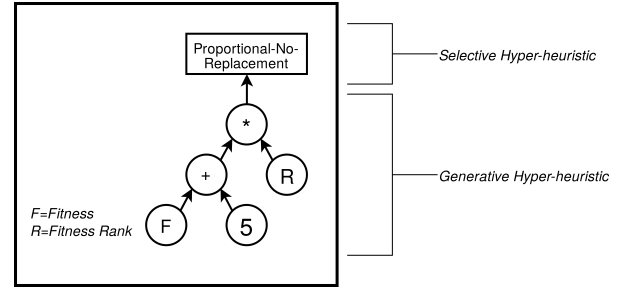 Proportional-No-
Replacement
Selective Hyper-heuristic
*
+
R
Generative Hyper-heuristic
F
5
F=Fitness
R=Fitness Rank